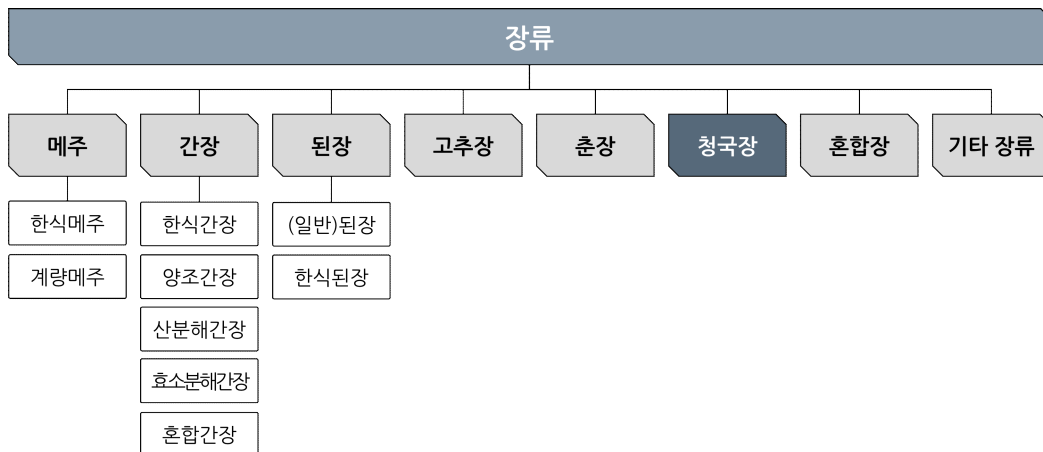 장류
메주
간장
된장
고추장
춘장
청국장
혼합장
기타 장류
한식메주
한식간장
(일반)된장
계량메주
양조간장
한식된장
산분해간장
효소분해간장
혼합간장